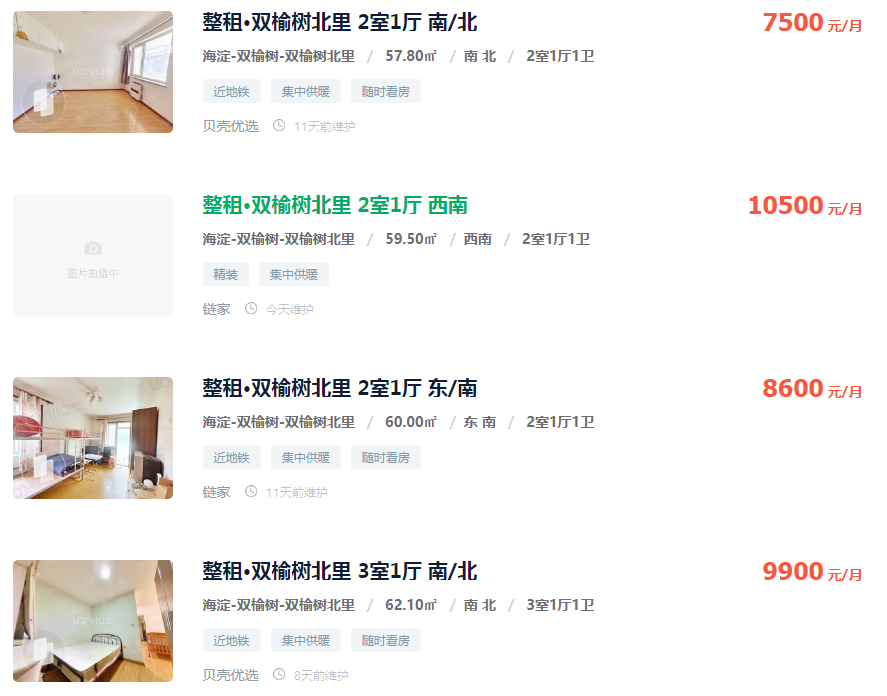 整租·双榆树北里 2室1厅 南/北
7500 元/月
海淀-双榆树-双榆树北里 / 57.80㎡ / 南 北 / 2室1厅1卫
近地铁 集中供暖 随时看房
贝壳优选 11天前维护
整租·双榆树北里 2室1厅 西南
10500 元/月
海淀-双榆树-双榆树北里 / 59.50㎡ / 西南 / 2室1厅1卫
图片拍摄中
精装 集中供暖
链家 今天维护
整租·双榆树北里 2室1厅 东/南
8600 元/月
海淀-双榆树-双榆树北里 / 60.00㎡ / 东 南 / 2室1厅1卫
近地铁 集中供暖 随时看房
链家 11天前维护
整租·双榆树北里 3室1厅 南/北
9900 元/月
海淀-双榆树-双榆树北里 / 62.10㎡ / 南 北 / 3室1厅1卫
近地铁 集中供暖 随时看房
贝壳优选 8天前维护